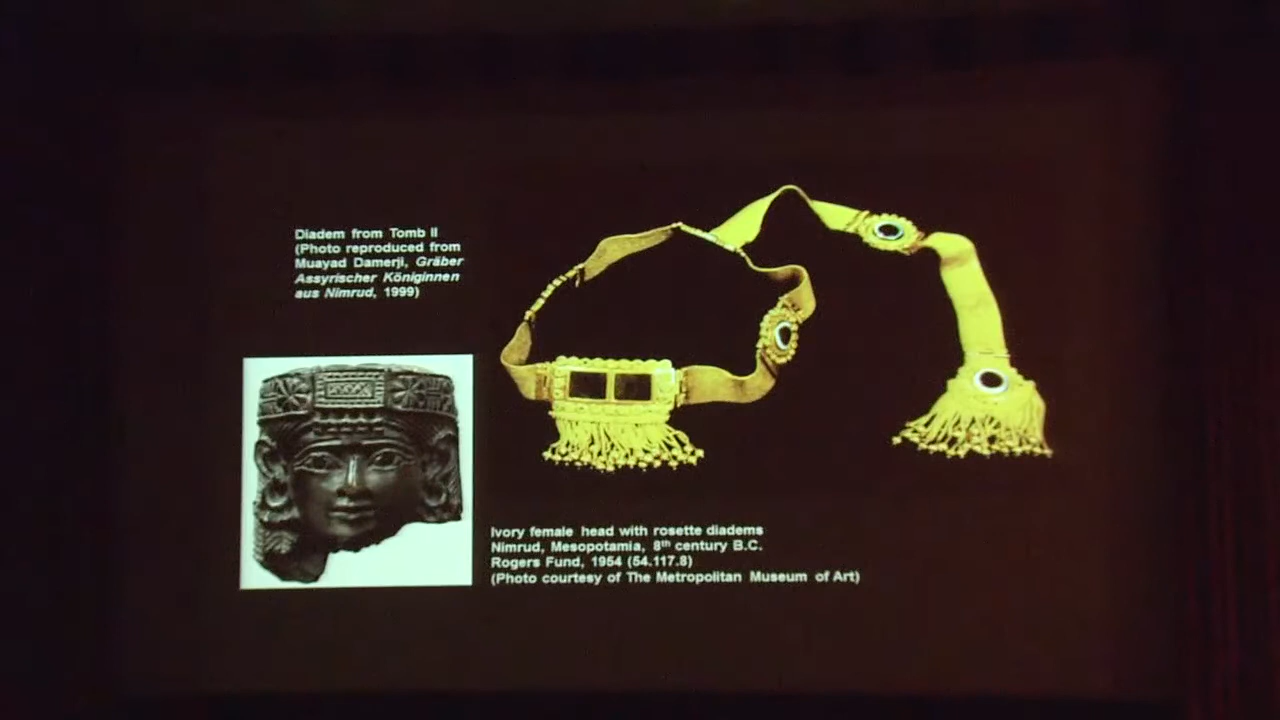 Diadem from Tomb II
(Photo reproduced from
Muayad Damerji, Gräber
Assyrischer Königinnen
aus Nimrud, 1999)
Ivory female head with rosette diadems
Nimrud, Mesopotamia, 8th century B.C.
Rogers Fund, 1954 (54.117.8)
(Photo courtesy of The Metropolitan Museum of Art)